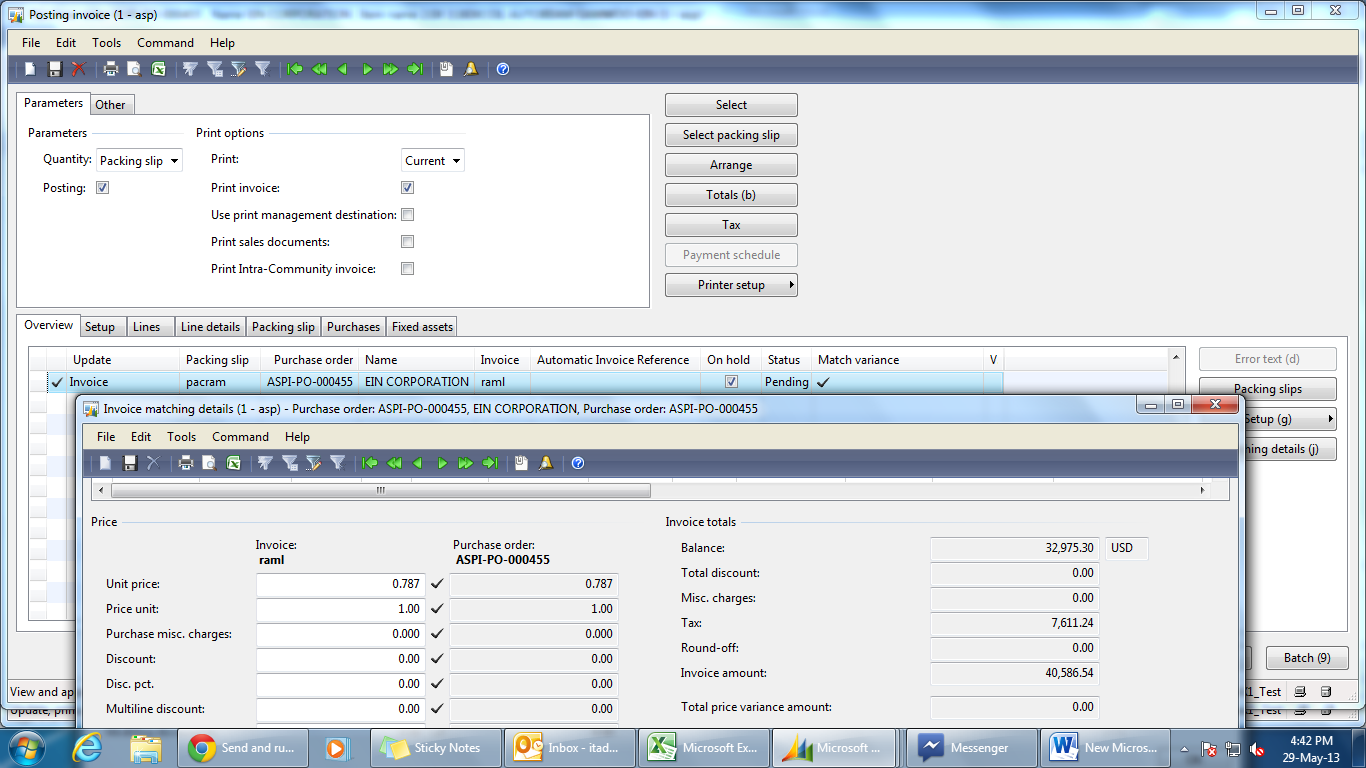 Posting invoice (1 - asp)
File Edit Tools Command Help
Parameters Other
Parameters Print options
Quantity: Packing slip Print: Current
Posting: Print invoice:
Use print management destination:
Print sales documents:
Print Intra-Community invoice:
Select
Select packing slip
Arrange
Totals (b)
Tax
Payment schedule
Printer setup
Overview Setup Lines Line details Packing slip Purchases Fixed assets
Update Packing slip Purchase order Name Invoice Automatic Invoice Reference On hold Status Match variance V
Invoice pacram ASPI-PO-000455 EIN CORPORATION raml Pending
Error text (d)
Packing slips
Setup (g)
hing details (j)
Batch (9)
Invoice matching details (1 - asp) - Purchase order: ASPI-PO-000455, EIN CORPORATION, Purchase order: ASPI-PO-000455
File Edit Tools Command Help
Price Invoice totals
Invoice: Purchase order:
raml ASPI-PO-000455
Unit price: 0.787 0.787
Price unit: 1.00 1.00
Purchase misc. charges: 0.000 0.000
Discount: 0.00 0.00
Disc. pct. 0.00 0.00
Multiline discount: 0.00 0.00
Balance: 32,975.30 USD
Total discount: 0.00
Misc. charges: 0.00
Tax: 7,611.24
Round-off: 0.00
Invoice amount: 40,586.54
Total price variance amount: 0.00
View and ap 1_Test
Send and ru... Sticky Notes Inbox - itad... Microsoft Ex... Microsoft ... Messenger New Micros...
4:42 PM
29-May-13